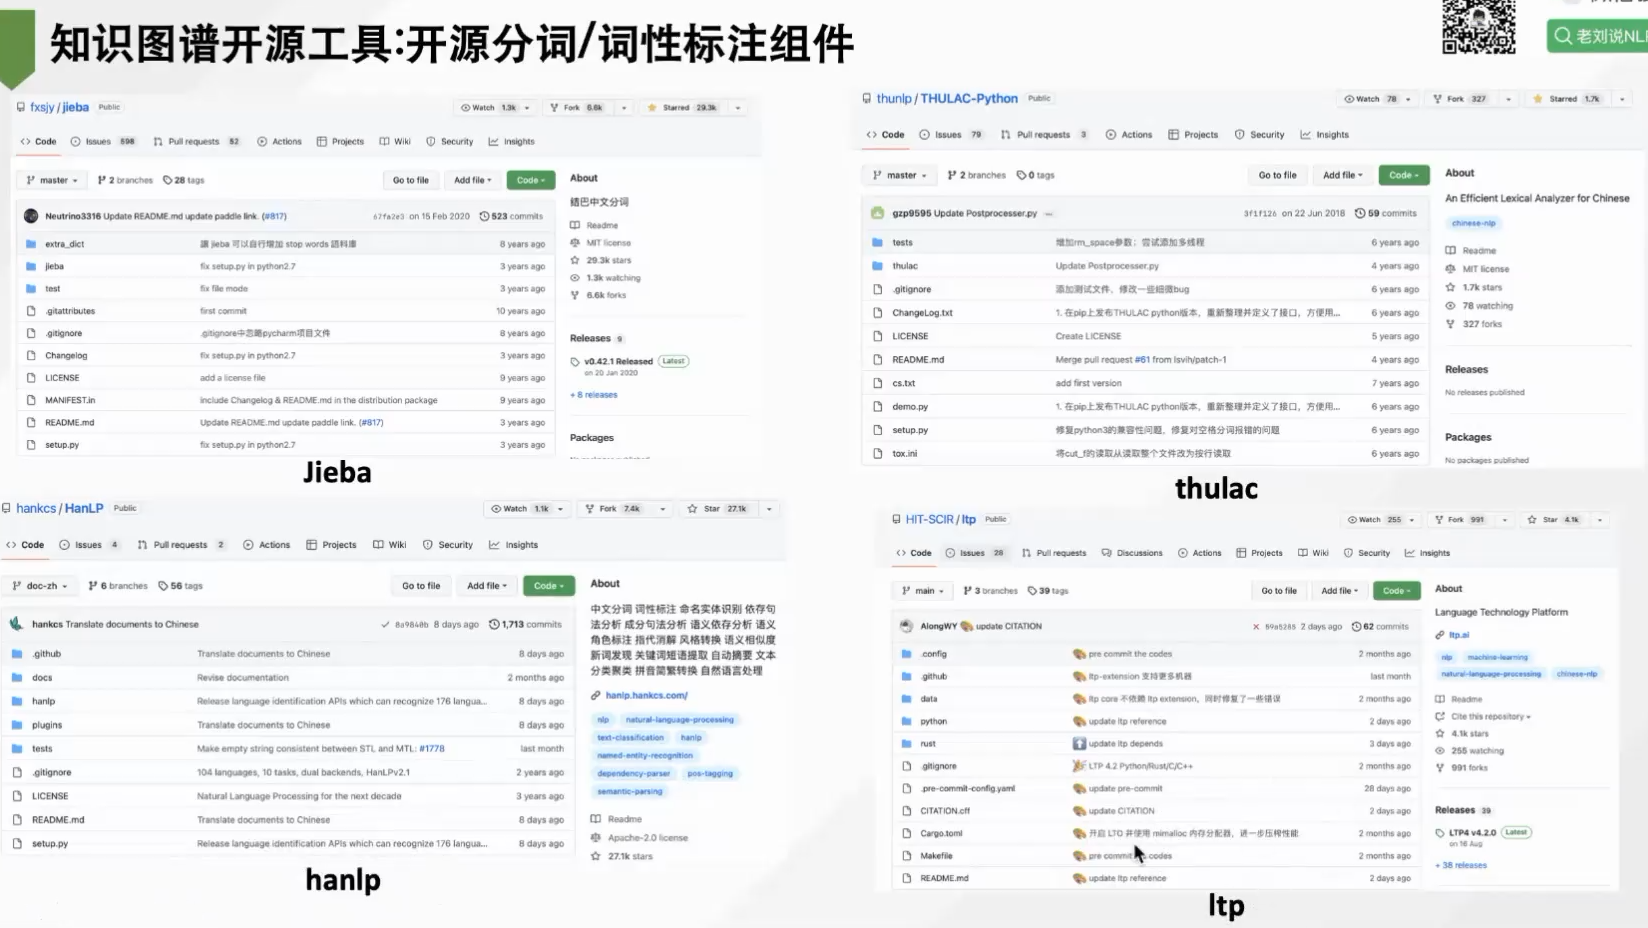 知识图谱开源工具:开源分词/词性标注组件
老刘说NL
fxsjy / jieba Public
Watch 1.3k Fork 6.6k Starred 29.3k
Code Issues 598 Pull requests 52 Actions Projects Wiki Security Insights
master 2 branches 28 tags Go to file Add file Code
Neutrino3316 Update README.md update paddle link. (#817) 67fa2e3 on 15 Feb 2020 523 commits
extra_dict 讓 jieba 可以自行增加 stop words 語料庫 8 years ago
jieba fix setup.py in python2.7 3 years ago
test fix file mode 3 years ago
.gitattributes first commit 10 years ago
.gitignore .gitignore中忽略pycharm项目文件 8 years ago
Changelog fix setup.py in python2.7 3 years ago
LICENSE add a license file 9 years ago
MANIFEST.in include Changelog & README.md in the distribution package 9 years ago
README.md Update README.md update paddle link. (#817) 3 years ago
setup.py fix setup.py in python2.7 3 years ago
About
结巴中文分词
Readme
MIT license
29.3k stars
1.3k watching
6.6k forks
Releases 9
v0.42.1 Released Latest
on 20 Jan 2020
+ 8 releases
Packages
Jieba
thunlp / THULAC-Python Public
Watch 78 Fork 327 Starred 1.7k
Code Issues 79 Pull requests 3 Actions Projects Security Insights
master 2 branches 0 tags Go to file Add file Code
gzp9595 Update Postprocesser.py ... 3f1f126 on 22 Jun 2018 59 commits
tests 增加rm_space参数；尝试添加多线程 6 years ago
thulac Update Postprocesser.py 4 years ago
.gitignore 添加测试文件，修改一些细微bug 6 years ago
ChangeLog.txt 1. 在pip上发布THULAC python版本，重新整理并定义了接口，方便用... 6 years ago
LICENSE Create LICENSE 5 years ago
README.md Merge pull request #61 from lsvih/patch-1 4 years ago
cs.txt add first version 7 years ago
demo.py 1. 在pip上发布THULAC python版本，重新整理并定义了接口，方便用... 6 years ago
setup.py 修复python3的兼容性问题，修复对空格分词报错的问题 6 years ago
tox.ini 将cut_f的读取从读取整个文件改为按行读取 6 years ago
About
An Efficient Lexical Analyzer for Chinese
chinese-nlp
Readme
MIT license
1.7k stars
78 watching
327 forks
Releases
No releases published
Packages
No packages published
thulac
hankcs / HanLP Public
Watch 1.1k Fork 7.4k Star 27.1k
Code Issues 4 Pull requests 2 Actions Projects Wiki Security Insights
doc-zh 6 branches 56 tags Go to file Add file Code
hankcs Translate documents to Chinese 8a9840b 8 days ago 1,713 commits
.github Translate documents to Chinese 8 days ago
docs Revise documentation 2 months ago
hanlp Release language identification APIs which can recognize 176 langua... 8 days ago
plugins Translate documents to Chinese 8 days ago
tests Make empty string consistent between STL and MTL: #1778 last month
.gitignore 104 languages, 10 tasks, dual backends, HanLPv2.1 2 years ago
LICENSE Natural Language Processing for the next decade 3 years ago
README.md Translate documents to Chinese 8 days ago
setup.py Release language identification APIs which can recognize 176 langua... 8 days ago
About
中文分词 词性标注 命名实体识别 依存句
法分析 成分句法分析 语义依存分析 语义
角色标注 指代消解 风格转换 语义相似度
新词发现 关键词短语提取 自动摘要 文本
分类聚类 拼音简繁转换 自然语言处理
hanlp.hankcs.com/
nlp natural-language-processing
text-classification hanlp
named-entity-recognition
dependency-parser pos-tagging
semantic-parsing
Readme
Apache-2.0 license
27.1k stars
hanlp
HIT-SCIR / ltp Public
Watch 255 Fork 991 Star 4.1k
Code Issues 28 Pull requests Discussions Actions Projects Wiki Security Insights
main 3 branches 39 tags Go to file Add file Code
AlongWY update CITATION 2 days ago 62 commits
.config pre commit the codes 2 months ago
.github ltp-extension 支持更多机器 last month
data ltp core 不依赖 ltp extension，同时修复了一些错误 2 months ago
python update ltp reference 2 days ago
rust update ltp depends 3 days ago
.gitignore LTP 4.2 Python/Rust/C/C++ 2 months ago
.pre-commit-config.yaml update pre-commit 28 days ago
CITATION.cff update CITATION 2 days ago
Cargo.toml 开启 LTO 并使用 mimalloc 内存分配器，进一步压榨性能 2 months ago
Makefile pre commit codes 2 months ago
README.md update ltp reference 2 days ago
About
Language Technology Platform
ltp.ai
nlp machine-learning
natural-language-processing chinese-nlp
Readme
Cite this repository
4.1k stars
255 watching
991 forks
Releases 39
LTP4 v4.2.0 Latest
on 16 Aug
+ 38 releases
ltp